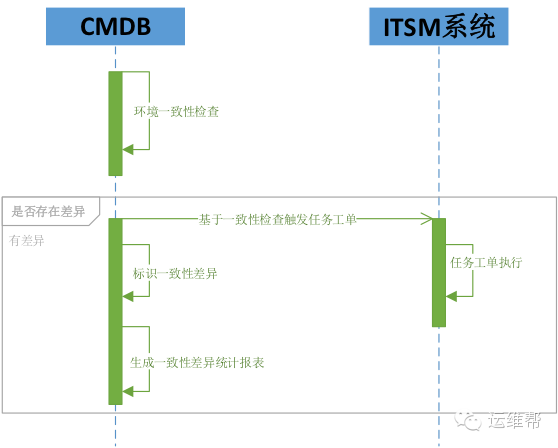 CMDB
ITSM系统
环境一致性检查
是否存在差异
有差异
基于一致性检查触发任务工单
标识一致性差异
任务工单执行
生成一致性差异统计报表
运维帮